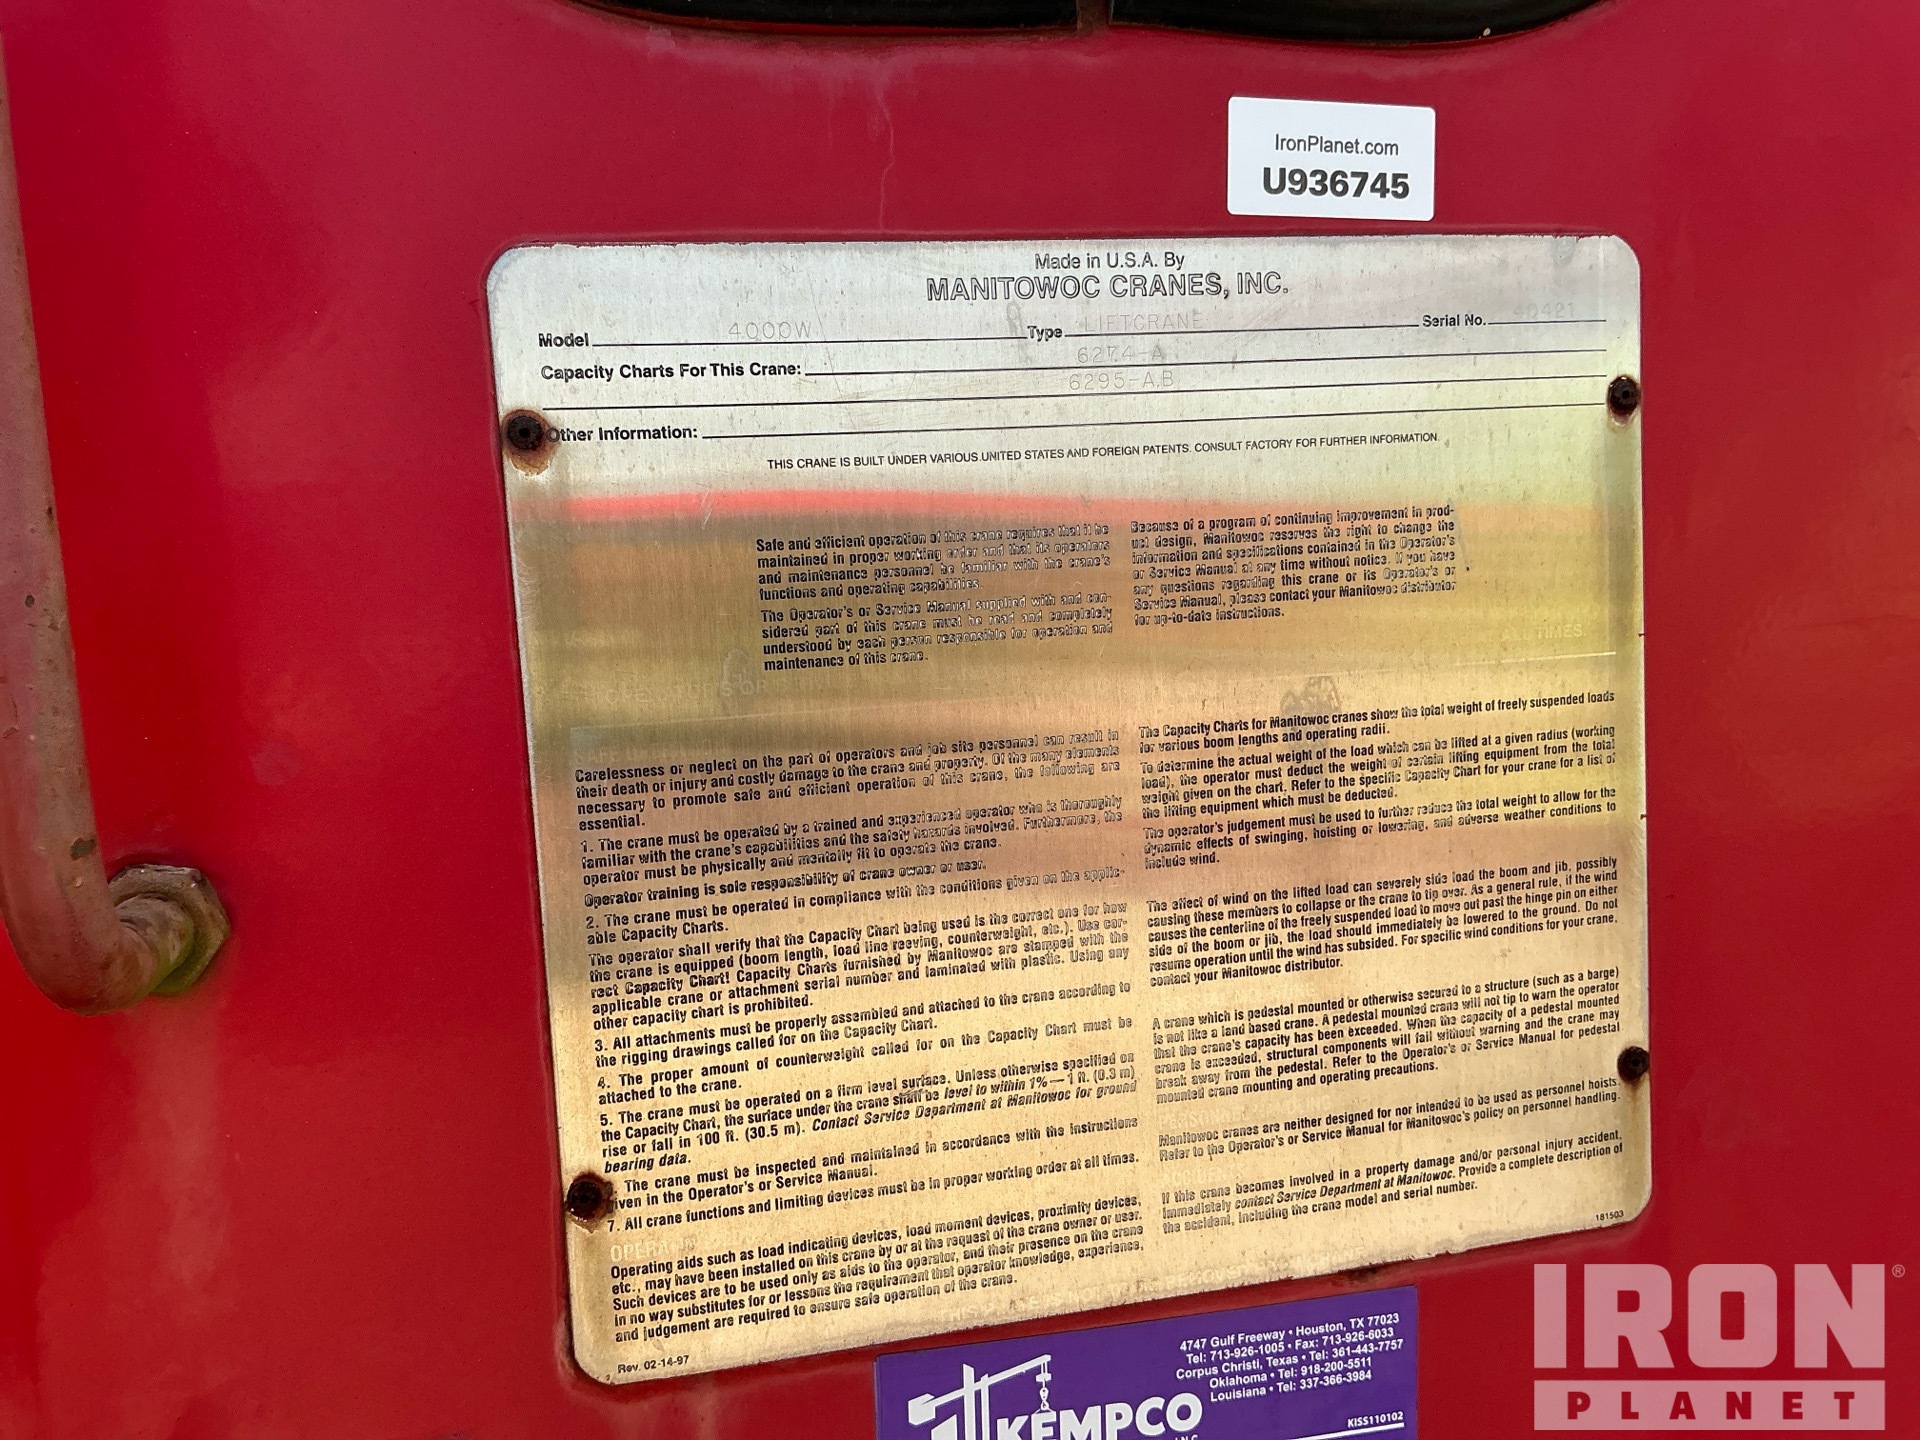 IronPlanet.com
U936745
Made in U.S.A. By
MANITOWOC CRANES, INC.
Model 4000W Type LIFTCRANE Serial No. 40421
Capacity Charts For This Crane: 6274-A
6295-A,B
Other Information:
THIS CRANE IS BUILT UNDER VARIOUS UNITED STATES AND FOREIGN PATENTS. CONSULT FACTORY FOR FURTHER INFORMATION.
Safe and efficient operation of this crane requires that it be
maintained in proper working order and that its operators
and maintenance personnel be familiar with the crane's
functions and operating capabilities.
The Operator's or Service Manual supplied with and con-
sidered part of this crane must be read and completely
understood by each person responsible for operation and
maintenance of this crane.
Because of a program of continuing improvement in prod-
uct design, Manitowoc reserves the right to change the
information and specifications contained in the Operator's
or Service Manual at any time without notice. If you have
any questions regarding this crane or its Operator's or
Service Manual, please contact your Manitowoc distributor
for up-to-date instructions.
ALL TIMES.
Carelessness or neglect on the part of operators and job site personnel can result in
their death or injury and costly damage to the crane and property. Of the many elements
necessary to promote safe and efficient operation of this crane, the following are
essential.
1. The crane must be operated by a trained and experienced operator who is thoroughly
familiar with the crane's capabilities and the safety hazards involved. Furthermore, the
operator must be physically and mentally fit to operate the crane.
Operator training is sole responsibility of crane owner or user.
2. The crane must be operated in compliance with the conditions given on the applic-
able Capacity Charts.
The operator shall verify that the Capacity Chart being used is the correct one for how
the crane is equipped (boom length, load line reeving, counterweight, etc.). Use cor-
rect Capacity Chart! Capacity Charts furnished by Manitowoc are stamped with the
applicable crane or attachment serial number and laminated with plastic. Using any
other capacity chart is prohibited.
3. All attachments must be properly assembled and attached to the crane according to
the rigging drawings called for on the Capacity Chart.
4. The proper amount of counterweight called for on the Capacity Chart must be
attached to the crane.
5. The crane must be operated on a firm level surface. Unless otherwise specified on
the Capacity Chart, the surface under the crane shall be level to within 1% — 1 ft. (0.3 m)
rise or fall in 100 ft. (30.5 m). Contact Service Department at Manitowoc for ground
bearing data.
The crane must be inspected and maintained in accordance with the instructions
given in the Operator's or Service Manual.
7. All crane functions and limiting devices must be in proper working order at all times.
Operating aids such as load indicating devices, load moment devices, proximity devices,
etc., may have been installed on this crane by or at the request of the crane owner or user.
Such devices are to be used only as aids to the operator, and their presence on the crane
in no way substitutes for or lessons the requirement that operator knowledge, experience,
and judgement are required to ensure safe operation of the crane.
Rev. 02-14-97
The Capacity Charts for Manitowoc cranes show the total weight of freely suspended loads
for various boom lengths and operating radii.
To determine the actual weight of the load which can be lifted at a given radius (working
load), the operator must deduct the weight of certain lifting equipment from the total
weight given on the chart. Refer to the specific Capacity Chart for your crane for a list of
the lifting equipment which must be deducted.
The operator's judgement must be used to further reduce the total weight to allow for the
dynamic effects of swinging, hoisting or lowering, and adverse weather conditions to
include wind.
The effect of wind on the lifted load can severely side load the boom and jib, possibly
causing these members to collapse or the crane to tip over. As a general rule, if the wind
causes the centerline of the freely suspended load to move out past the hinge pin on either
side of the boom or jib, the load should immediately be lowered to the ground. Do not
resume operation until the wind has subsided. For specific wind conditions for your crane,
contact your Manitowoc distributor.
A crane which is pedestal mounted or otherwise secured to a structure (such as a barge)
is not like a land based crane. A pedestal mounted crane will not tip to warn the operator
that the crane's capacity has been exceeded. When the capacity of a pedestal mounted
crane is exceeded, structural components will fail without warning and the crane may
break away from the pedestal. Refer to the Operator's or Service Manual for pedestal
mounted crane mounting and operating precautions.
Manitowoc cranes are neither designed for nor intended to be used as personnel hoists.
Refer to the Operator's or Service Manual for Manitowoc's policy on personnel handling.
If this crane becomes involved in a property damage and/or personal injury accident,
immediately contact Service Department at Manitowoc. Provide a complete description of
the accident, including the crane model and serial number.
181503
4747 Gulf Freeway • Houston, TX 77023
Tel: 713-926-1005 • Fax: 713-926-6033
Corpus Christi, Texas • Tel: 361-443-7757
Oklahoma • Tel: 918-200-5511
Louisiana • Tel: 337-366-3984
KEMPCO
KISS110102
IRON®
PLANET